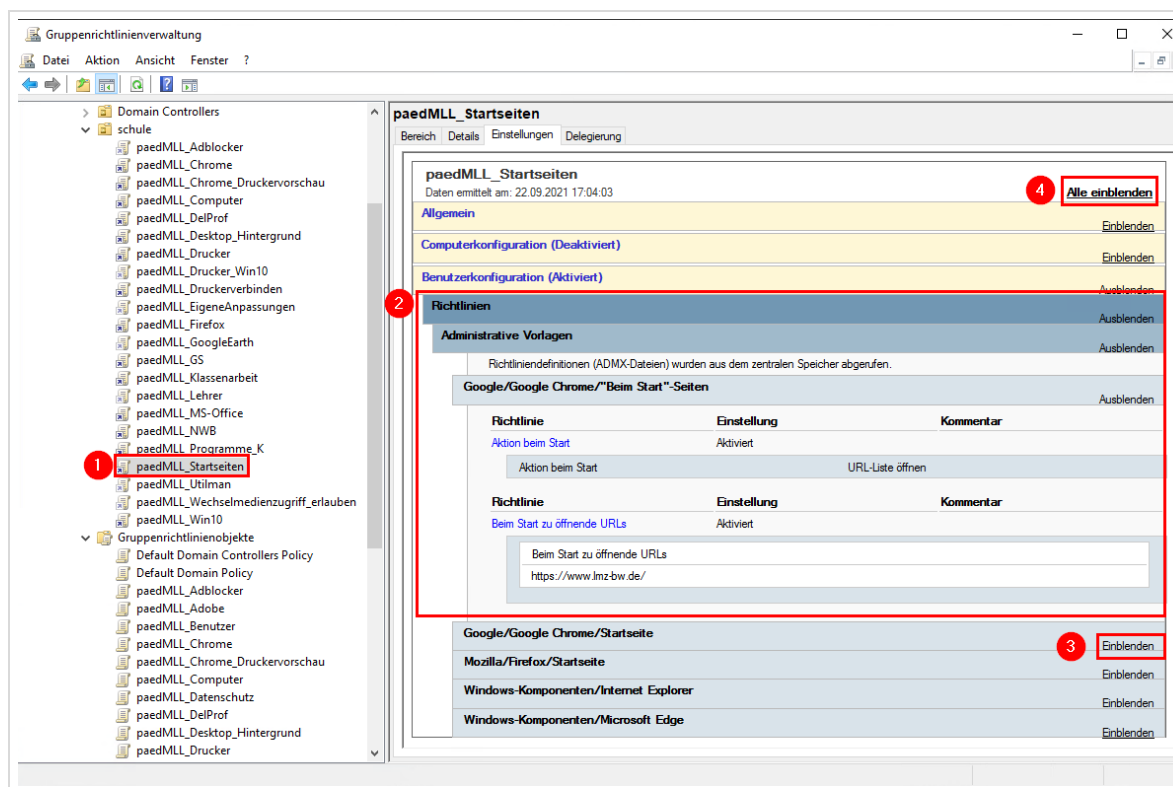 Gruppenrichtlinienverwaltung
Datei Aktion Ansicht Fenster ?
Domain Controllers
schule
paedMLL_Adblocker
paedMLL_Chrome
paedMLL_Chrome_Druckervorschau
paedMLL_Computer
paedMLL_DelProf
paedMLL_Desktop_Hintergrund
paedMLL_Drucker
paedMLL_Drucker_Win10
paedMLL_Druckerverbinden
paedMLL_EigeneAnpassungen
paedMLL_Firefox
paedMLL_GoogleEarth
paedMLL_GS
paedMLL_Klassenarbeit
paedMLL_Lehrer
paedMLL_MS-Office
paedMLL_NWB
paedMLL_Programme_K
1 paedMLL_Startseiten
paedMLL_Utilman
paedMLL_Wechselmedienzugriff_erlauben
paedMLL_Win10
Gruppenrichtlinienobjekte
Default Domain Controllers Policy
Default Domain Policy
paedMLL_Adblocker
paedMLL_Adobe
paedMLL_Benutzer
paedMLL_Chrome
paedMLL_Chrome_Druckervorschau
paedMLL_Computer
paedMLL_Datenschutz
paedMLL_DelProf
paedMLL_Desktop_Hintergrund
paedMLL_Drucker
paedMLL_Startseiten
Bereich Details Einstellungen Delegierung
paedMLL_Startseiten
Daten ermittelt am: 22.09.2021 17:04:03
4 Alle einblenden
Allgemein
Einblenden
Computerkonfiguration (Deaktiviert)
Einblenden
Benutzerkonfiguration (Aktiviert)
Ausblenden
2 Richtlinien
Ausblenden
Administrative Vorlagen
Ausblenden
Richtliniendefinitionen (ADMX-Dateien) wurden aus dem zentralen Speicher abgerufen.
Google/Google Chrome/"Beim Start"-Seiten
Ausblenden
Richtlinie Einstellung Kommentar
Aktion beim Start Aktiviert
Aktion beim Start URL-Liste öffnen
Richtlinie Einstellung Kommentar
Beim Start zu öffnende URLs Aktiviert
Beim Start zu öffnende URLs
https://www.lmz-bw.de/
Google/Google Chrome/Startseite
3 Einblenden
Mozilla/Firefox/Startseite
Einblenden
Windows-Komponenten/Internet Explorer
Einblenden
Windows-Komponenten/Microsoft Edge
Einblenden